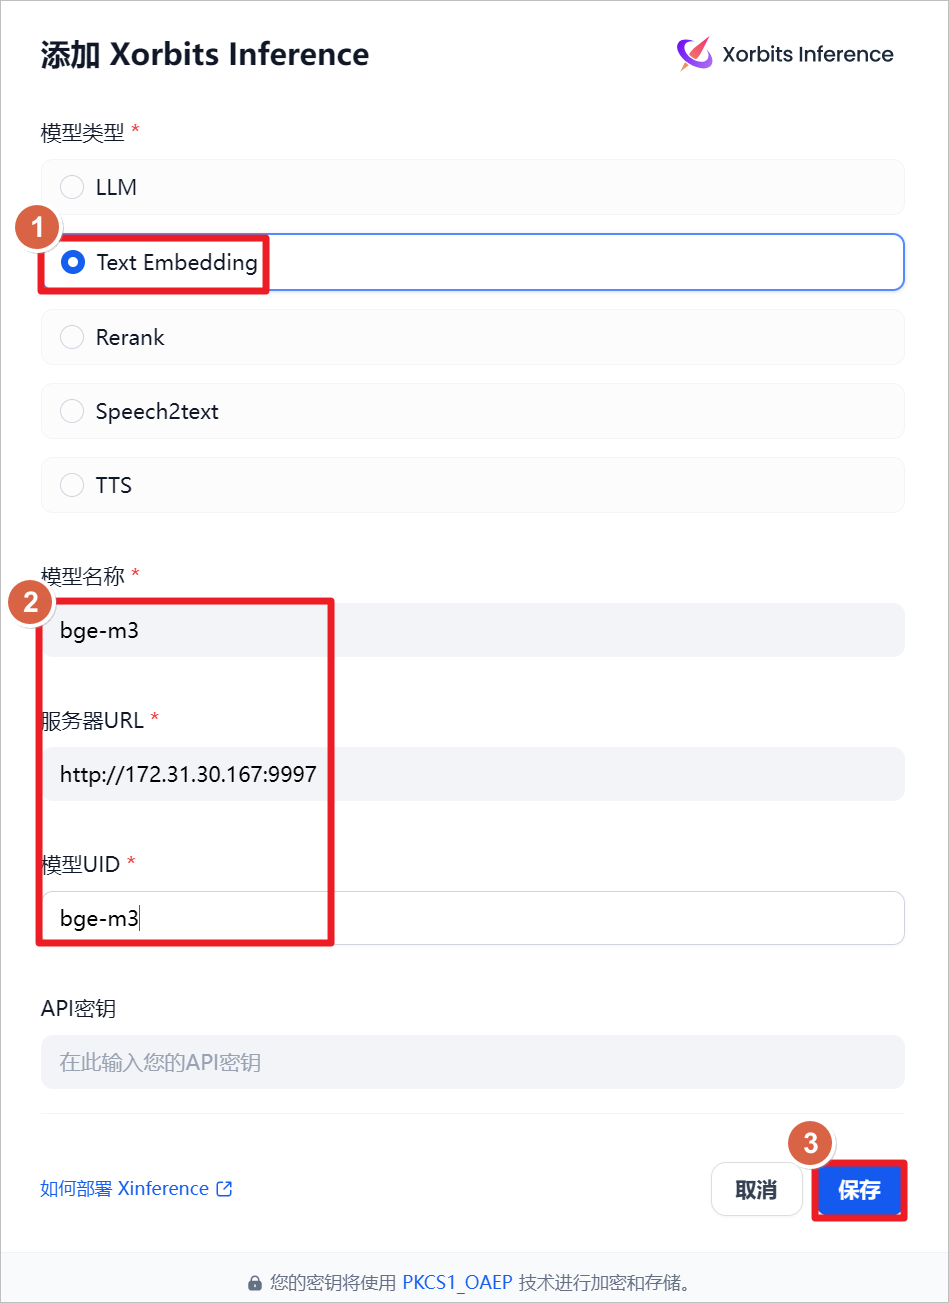 添加 Xorbits Inference
Xorbits Inference
模型类型 *
LLM
1
Text Embedding
Rerank
Speech2text
TTS
模型名称 *
2
bge-m3
服务器URL *
http://172.31.30.167:9997
模型UID *
bge-m3
API密钥
在此输入您的API密钥
3
如何部署 Xinference
取消
保存
您的密钥将使用 PKCS1_OAEP 技术进行加密和存储。